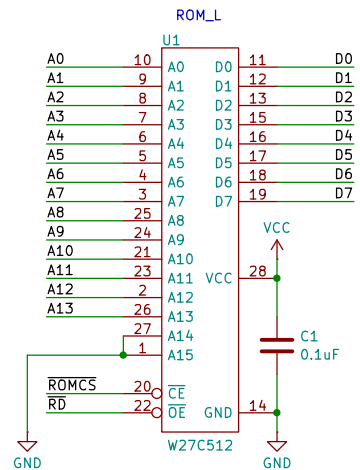 ROM_L
U1
A0 10 A0 D0 11 D0
A1 9 A1 D1 12 D1
A2 8 A2 D2 13 D2
A3 7 A3 D3 15 D3
A4 6 A4 D4 16 D4
A5 5 A5 D5 17 D5
A6 4 A6 D6 18 D6
A7 3 A7 D7 19 D7
A8 25 A8
A9 24 A9
A10 21 A10
A11 23 A11
A12 2 A12
A13 26 A13
27 A14
1 A15
VCC
VCC 28
C1
0.1uF
ROMCS 20 CE
RD 22 OE GND 14
GND
W27C512
GND